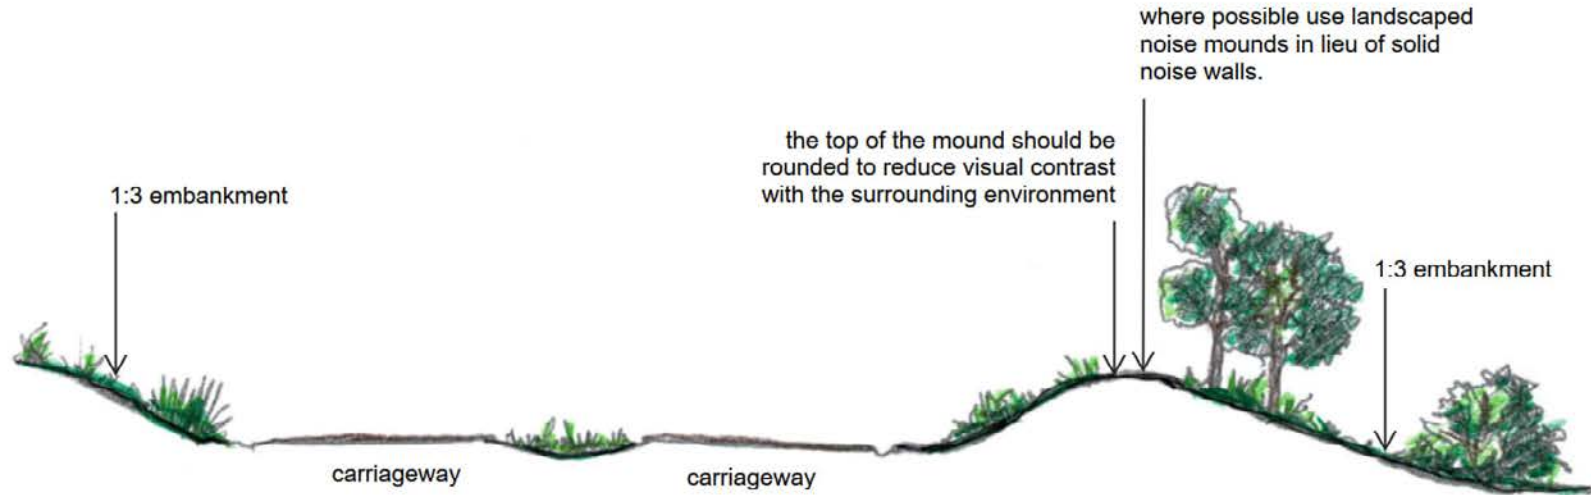 where possible use landscaped
noise mounds in lieu of solid
noise walls.
the top of the mound should be
rounded to reduce visual contrast
with the surrounding environment
1:3 embankment
1:3 embankment
carriageway
carriageway